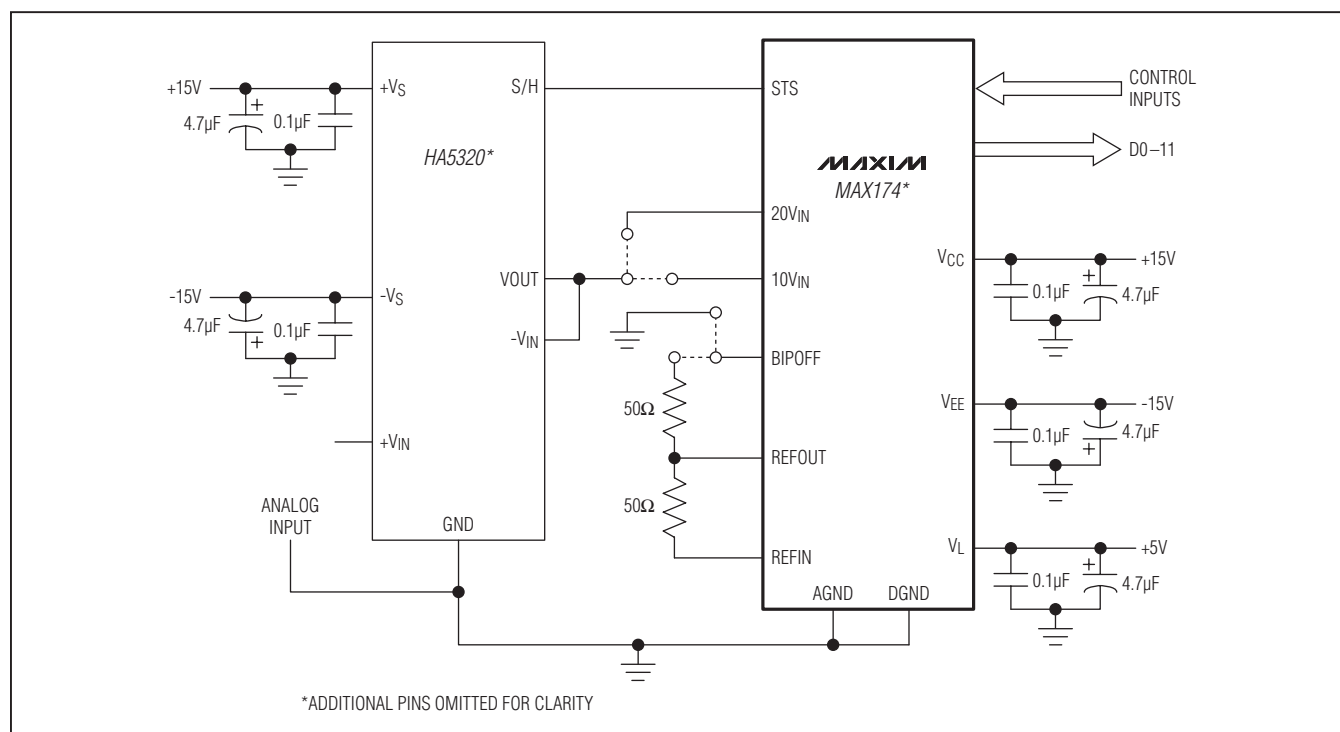 +15V
4.7µF
+
0.1µF
-15V
4.7µF
+
0.1µF
+VS
S/H
HA5320*
VOUT
-VS
-VIN
+VIN
GND
ANALOG
INPUT
50Ω
50Ω
STS
MAXIM
MAX174*
20VIN
10VIN
BIPOFF
REFOUT
REFIN
VCC
VEE
VL
AGND
DGND
CONTROL
INPUTS
D0–11
+15V
0.1µF
+
4.7µF
-15V
0.1µF
+
4.7µF
+5V
0.1µF
+
4.7µF
*ADDITIONAL PINS OMITTED FOR CLARITY